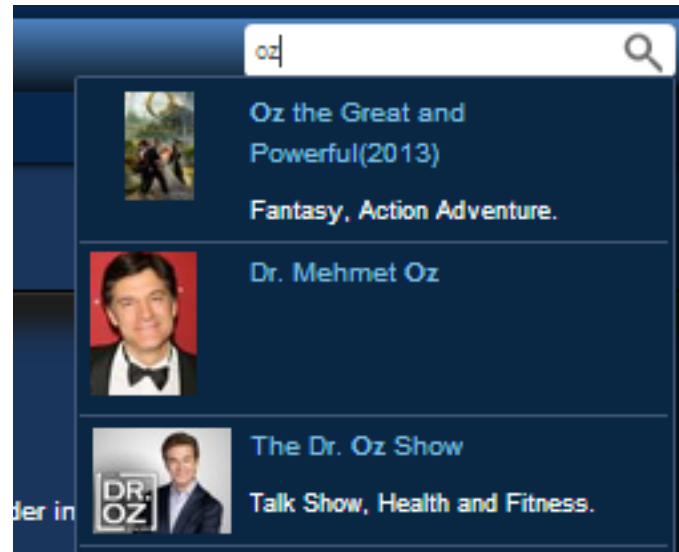 oz
Oz the Great and
Powerful(2013)
Fantasy, Action Adventure.
Dr. Mehmet Oz
The Dr. Oz Show
DR.
OZ
Talk Show, Health and Fitness.
der in